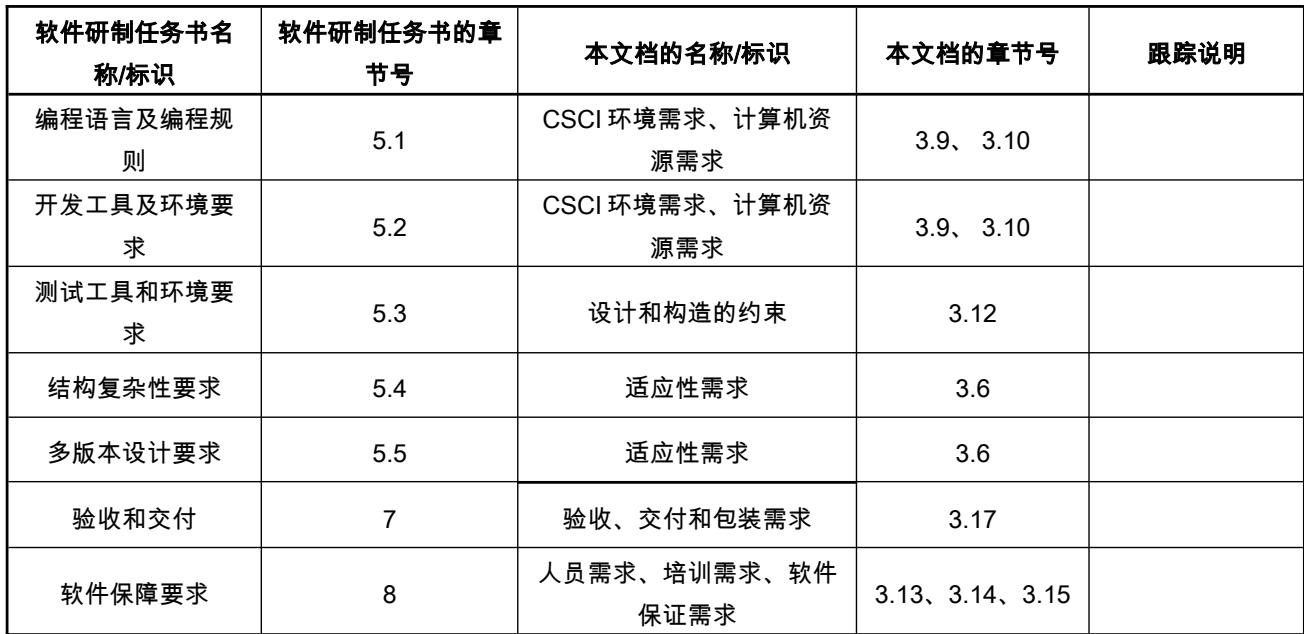 软件研制任务书名
称/标识
软件研制任务书的章
节号
本文档的名称/标识
本文档的章节号
跟踪说明
编程语言及编程规
则
5.1
CSCI 环境需求、计算机资
源需求
3.9、 3.10
开发工具及环境要
求
5.2
CSCI 环境需求、计算机资
源需求
3.9、 3.10
测试工具和环境要
求
5.3
设计和构造的约束
3.12
结构复杂性要求
5.4
适应性需求
3.6
多版本设计要求
5.5
适应性需求
3.6
验收和交付
7
验收、交付和包装需求
3.17
软件保障要求
8
人员需求、培训需求、软件
保证需求
3.13、3.14、3.15